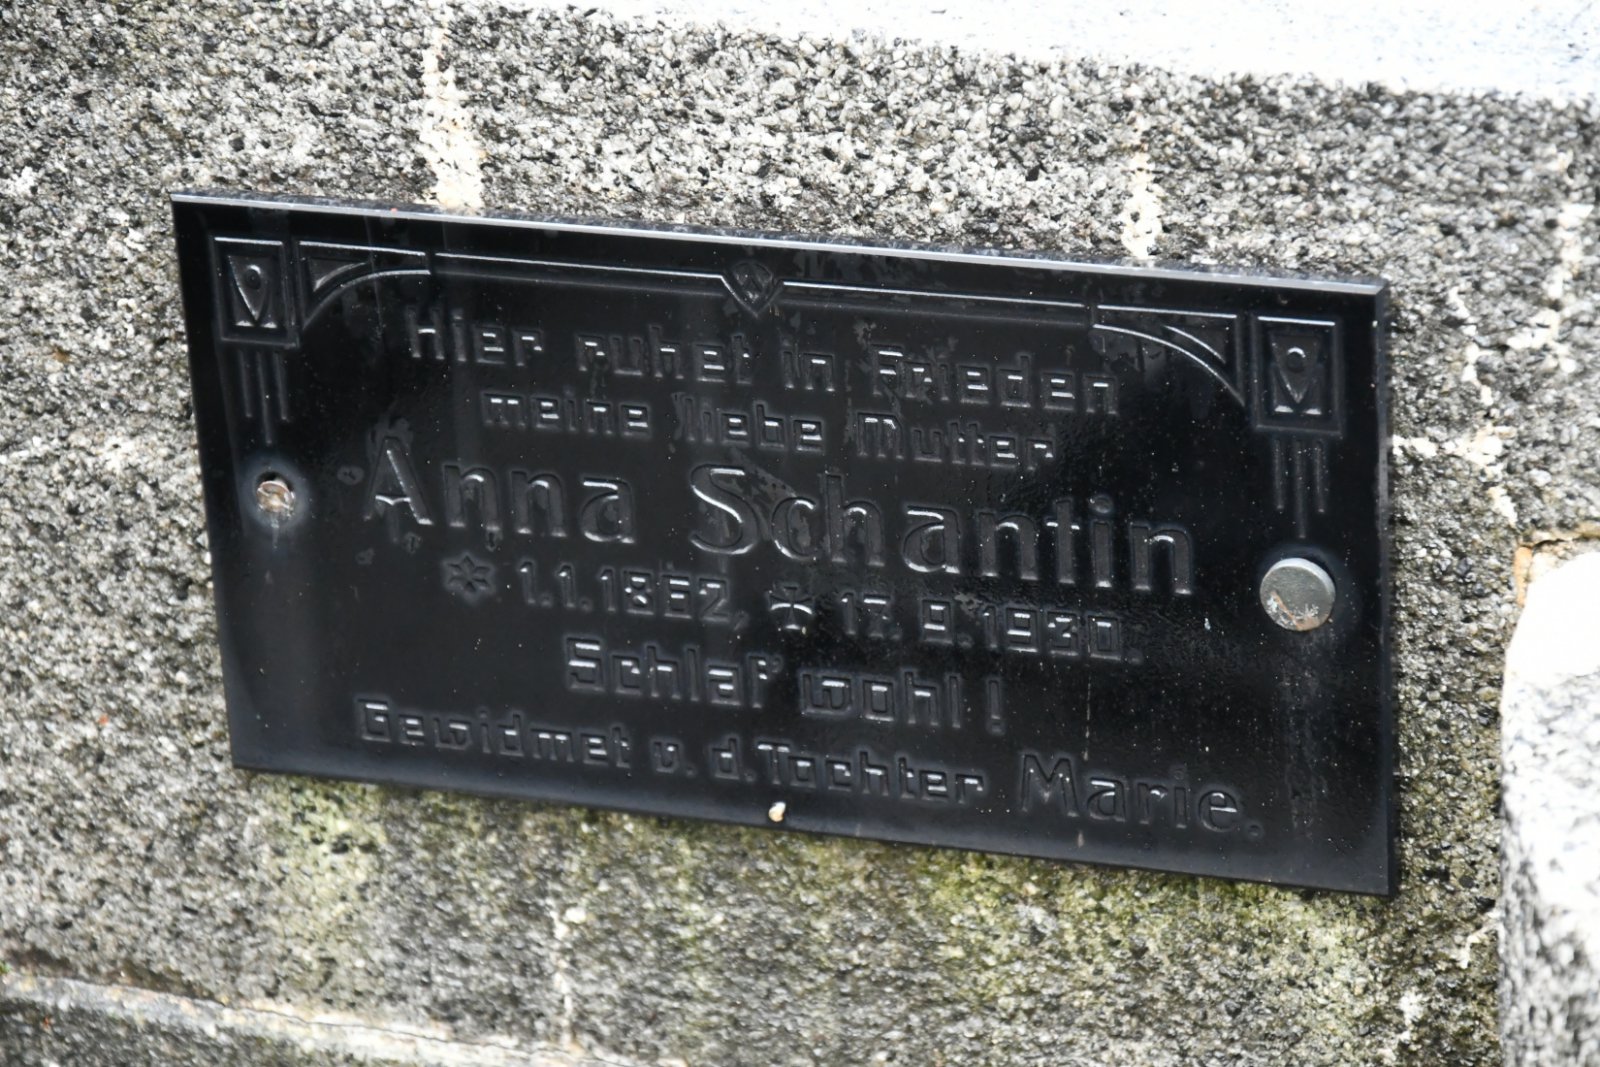 Hier ruhet in Frieden
meine liebe Mutter
Anna Schantin
* 1.1.1862, ✠ 17.9.1930.
Schlaf' wohl!
Gewidmet v. d. Tochter Marie.